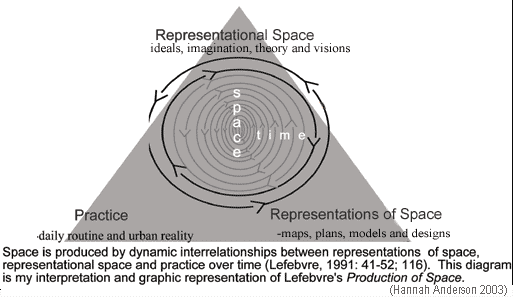 Representational Space
ideals, imagination, theory and visions
space
time
Practice
-daily routine and urban reality
Representations of Space
-maps, plans, models and designs
Space is produced by dynamic interrelationships between representations of space,
representational space and practice over time (Lefebvre, 1991: 41-52; 116). This diagram
is my interpretation and graphic representation of Lefebvre's Production of Space.
(Hannah Anderson 2003)